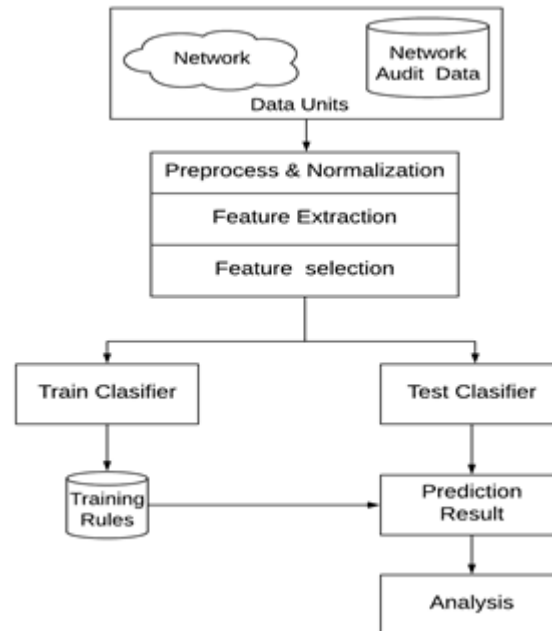 Network
Network
Audit Data
Data Units
Preprocess & Normalization
Feature Extraction
Feature selection
Train Clasifier
Test Clasifier
Training
Rules
Prediction
Result
Analysis